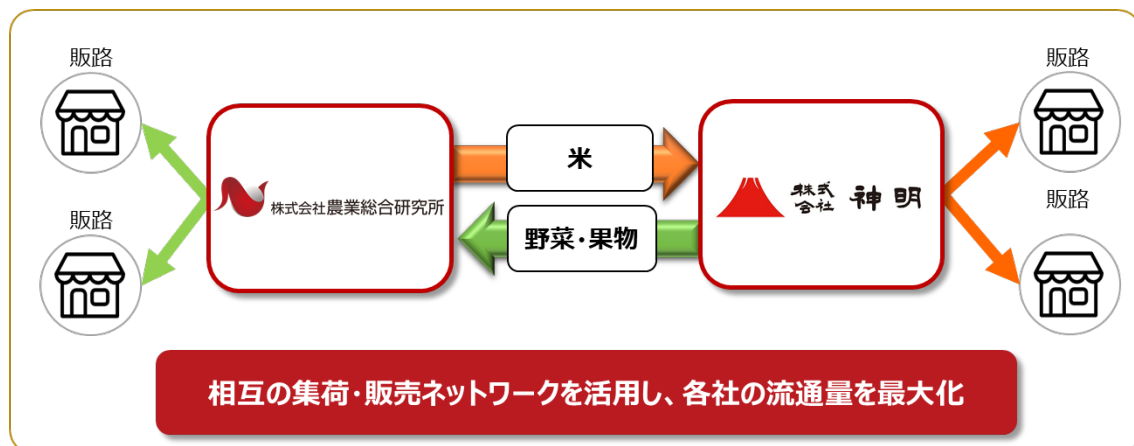 販路
販路
株式会社農業総合研究所
米
野菜・果物
株式
会社 神明
販路
販路
相互の集荷・販売ネットワークを活用し、各社の流通量を最大化